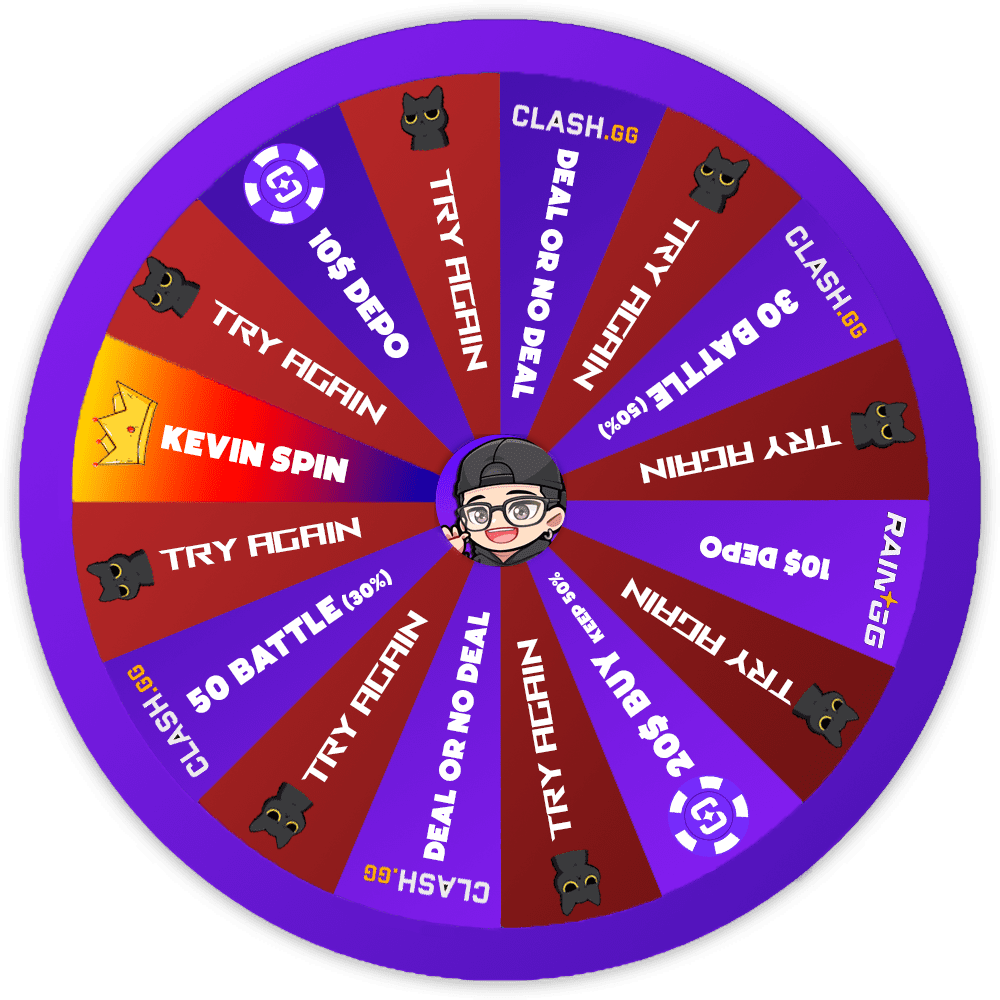 CLASH.GG
DEAL OR NO DEAL
TRY AGAIN
CLASH.GG
30 BATTLE (50%)
TRY AGAIN
RAIN GG
10$ DEPO
TRY AGAIN
20$ BUY KEEP 50%
TRY AGAIN
CLASH.GG
DEAL OR NO DEAL
TRY AGAIN
CLASH.GG
50 BATTLE (30%)
TRY AGAIN
KEVIN SPIN
TRY AGAIN
10$ DEPO
TRY AGAIN